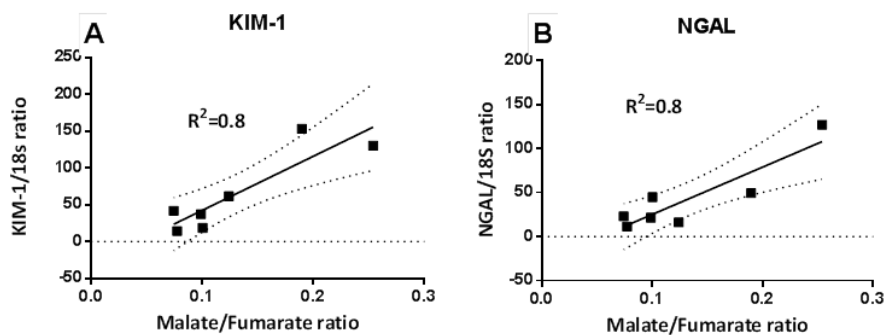 A
KIM-1
KIM-1/18s ratio
250
200
150
100
50
0
-50
R²=0.8
0.0 0.1 0.2 0.3
Malate/Fumarate ratio
B
NGAL
NGAL/18S ratio
200
150
100
50
0
-50
R²=0.8
0.0 0.1 0.2 0.3
Malate/Fumarate ratio